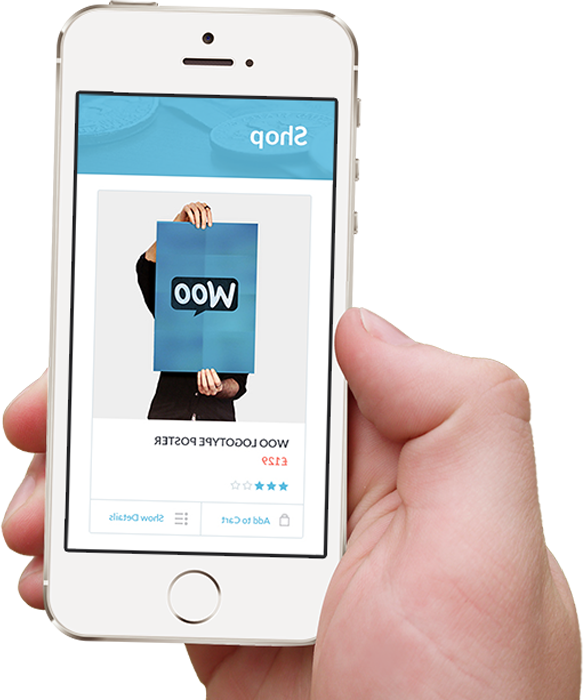 Shop
Woo
WOO LOGOTYPE POSTER
£129
Add to Cart
Show Details